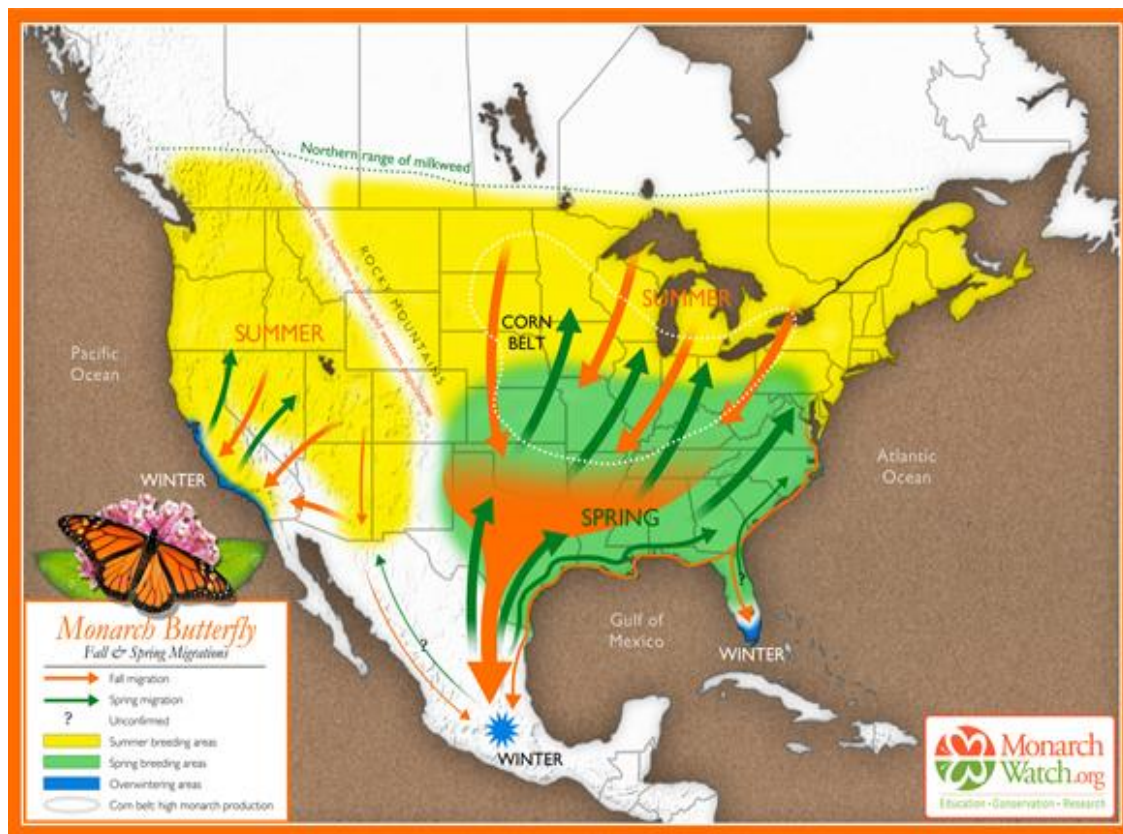 Northern range of milkweed
ROCKY MOUNTAINS
SUMMER
SUMMER
CORN
BELT
Pacific
Ocean
Atlantic
Ocean
WINTER
SPRING
?
?
Gulf of
Mexico
WINTER
WINTER
Monarch Butterfly
Fall & Spring Migrations
Fall migration
Spring migration
?
Unconfirmed
Summer breeding areas
Spring breeding areas
Overwintering areas
Corn belt: high monarch production
Monarch
Watch.org
Education • Conservation • Research